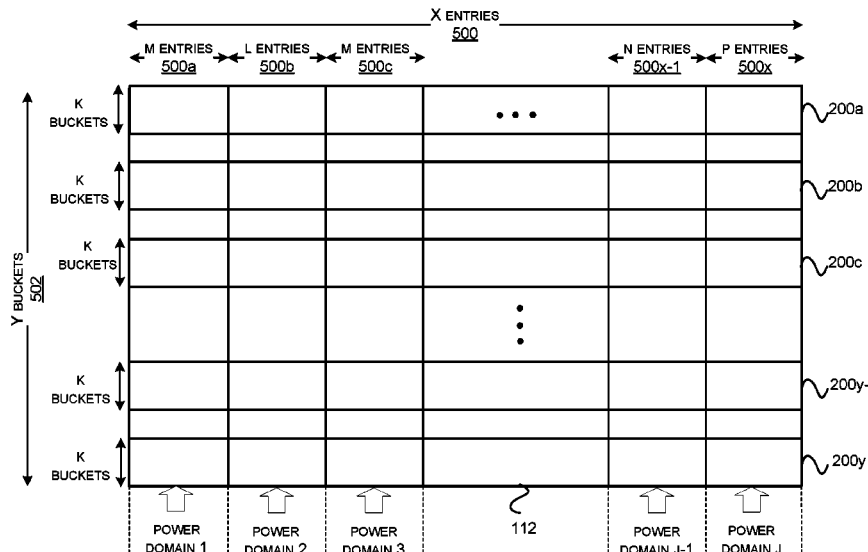 X ENTRIES
500
M ENTRIES L ENTRIES M ENTRIES N ENTRIES P ENTRIES
500a 500b 500c 500x-1 500x
K
BUCKETS
200a
K
BUCKETS
200b
K
BUCKETS
200c
Y BUCKETS
502
K
BUCKETS
200y-
K
BUCKETS
200y
112
POWER POWER POWER POWER POWER
DOMAIN 1 DOMAIN 2 DOMAIN 3 DOMAIN J-1 DOMAIN J